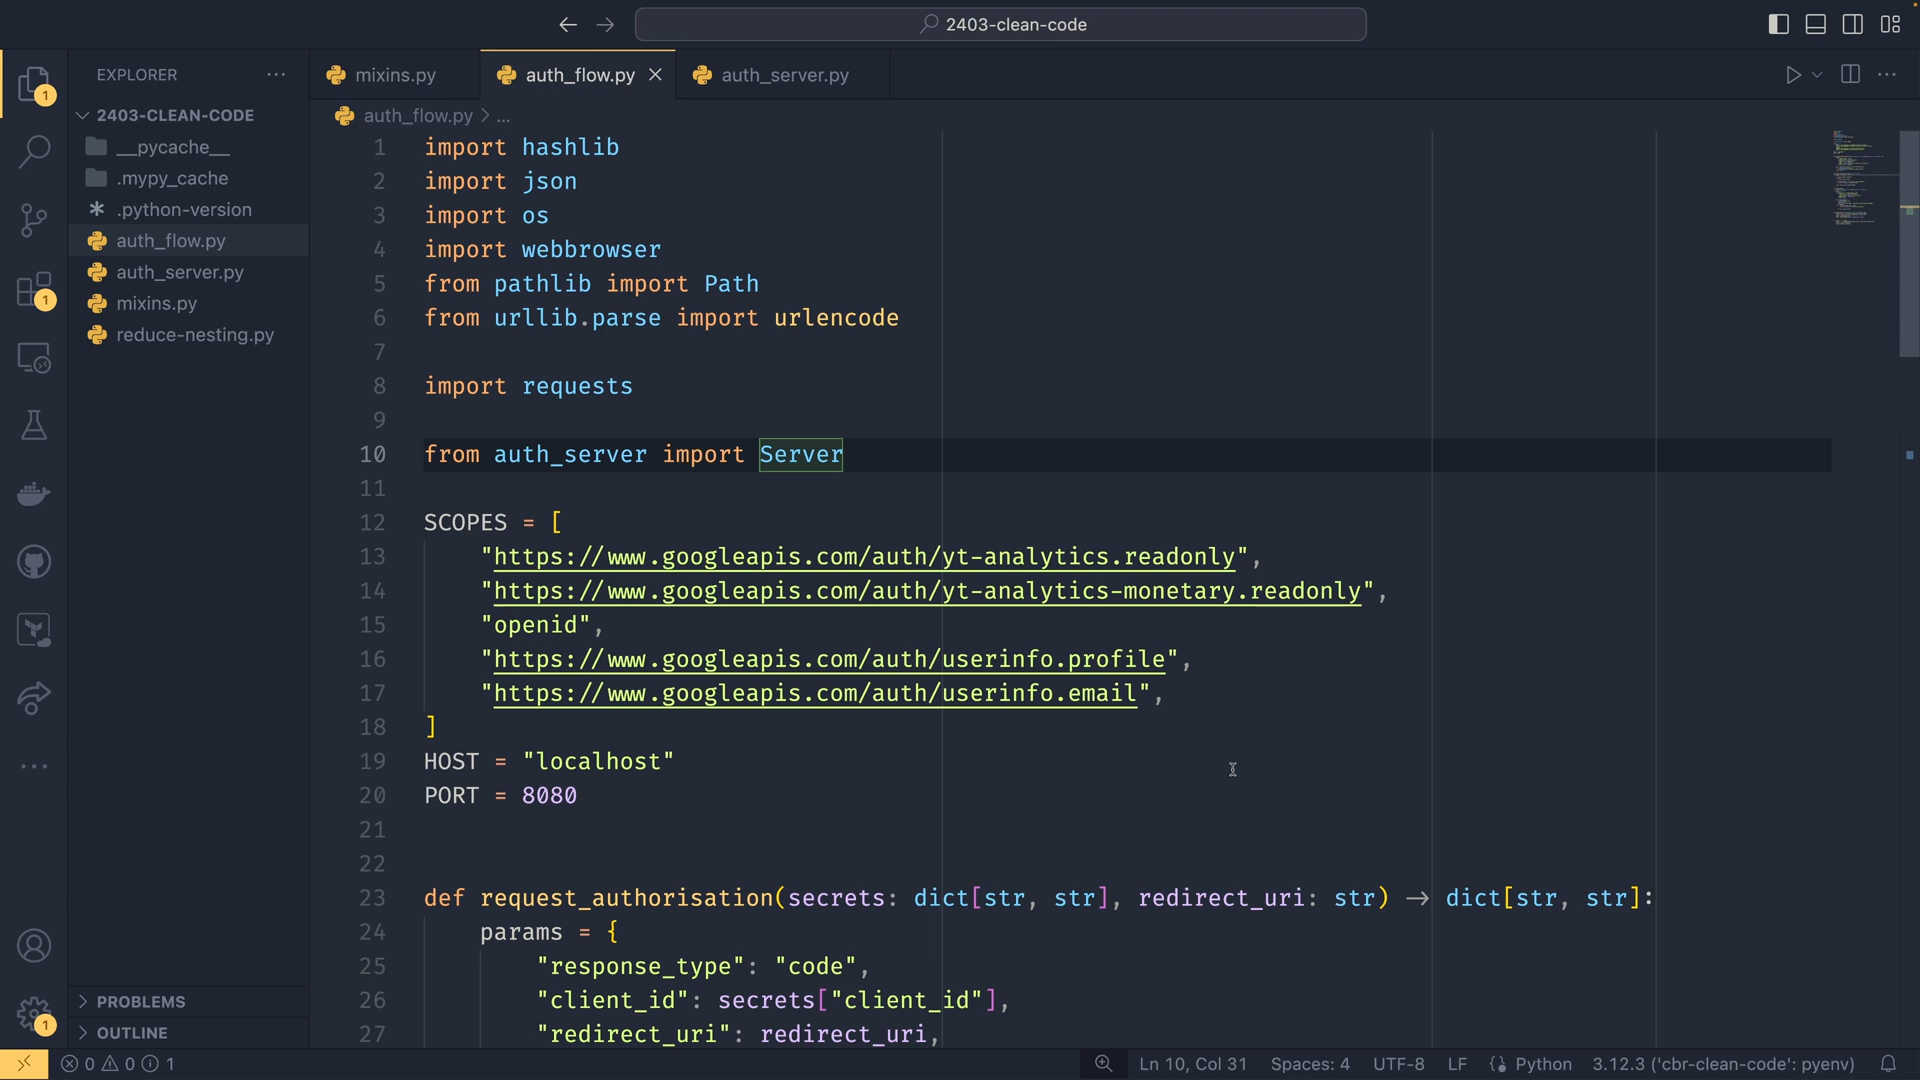 2403-clean-code
EXPLORER
mixins.py
auth_flow.py
auth_server.py
2403-CLEAN-CODE
__pycache__
.mypy_cache
.python-version
auth_flow.py
auth_server.py
mixins.py
reduce-nesting.py
PROBLEMS
OUTLINE
1
1
1
auth_flow.py > ...
1 import hashlib
2 import json
3 import os
4 import webbrowser
5 from pathlib import Path
6 from urllib.parse import urlencode
7
8 import requests
9
10 from auth_server import Server
11
12 SCOPES = [
13 "https://www.googleapis.com/auth/yt-analytics.readonly",
14 "https://www.googleapis.com/auth/yt-analytics-monetary.readonly",
15 "openid",
16 "https://www.googleapis.com/auth/userinfo.profile",
17 "https://www.googleapis.com/auth/userinfo.email",
18 ]
19 HOST = "localhost"
20 PORT = 8080
21
22
23 def request_authorisation(secrets: dict[str, str], redirect_uri: str) → dict[str, str]:
24 params = {
25 "response_type": "code",
26 "client_id": secrets["client_id"],
27 "redirect_uri": redirect_uri,
0 0 1
Ln 10, Col 31 Spaces: 4 UTF-8 LF Python 3.12.3 ('cbr-clean-code': pyenv)